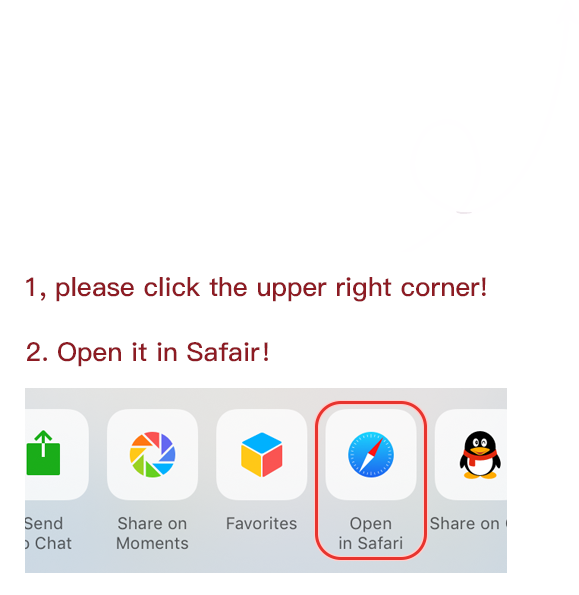 1, please click the upper right corner!
2. Open it in Safair!
Send Share on Favorites Open Share on
Chat Moments in Safari